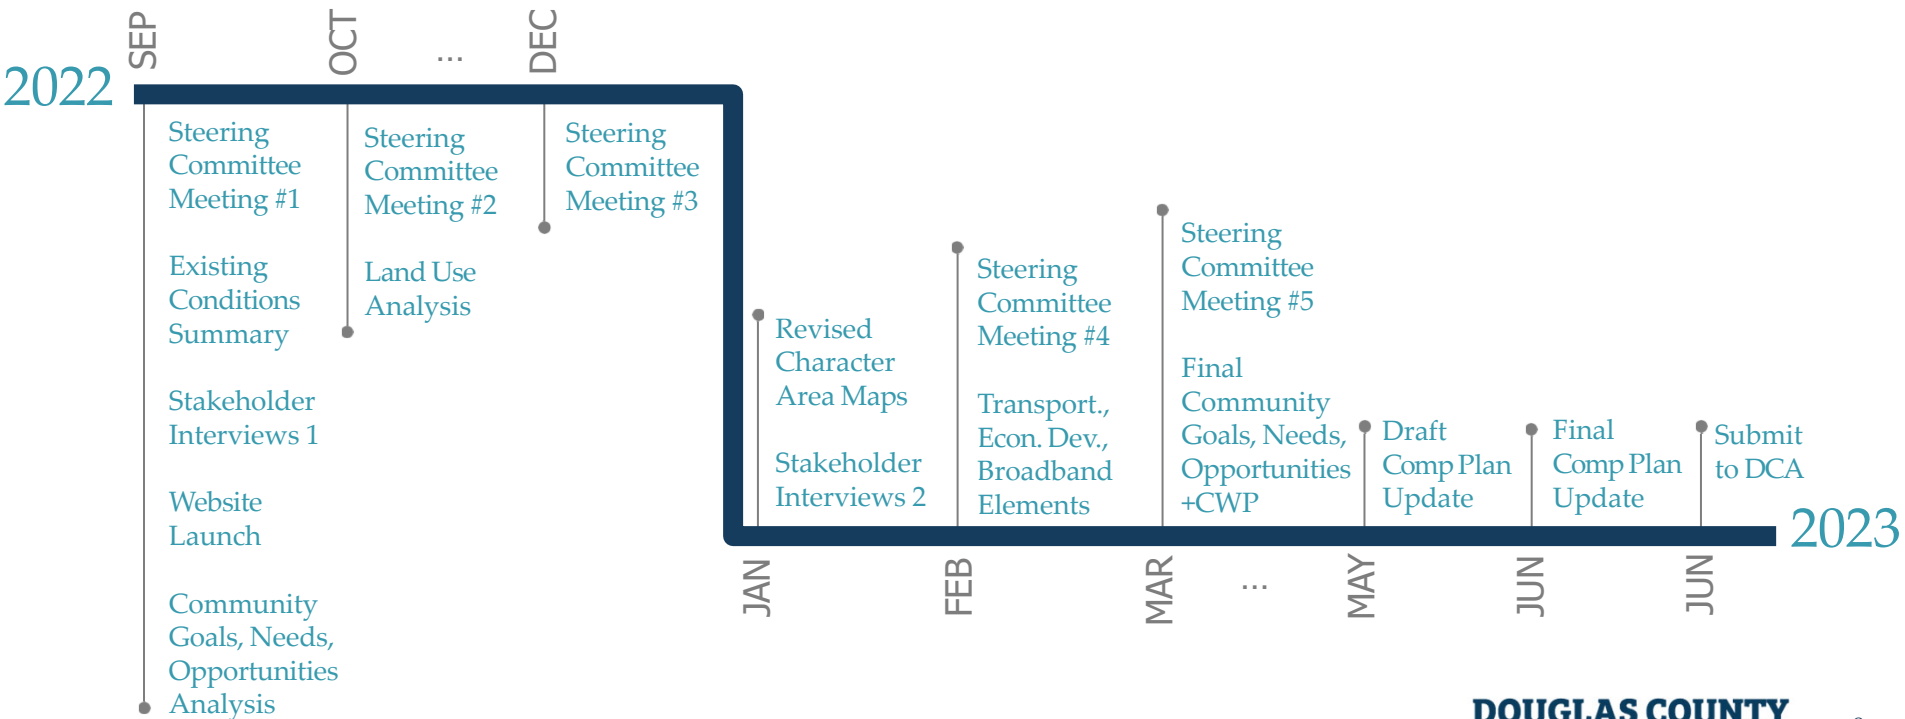 SEP
OCT
...
DEC
2022
Steering
Committee
Meeting #1
Existing
Conditions
Summary
Stakeholder
Interviews 1
Website
Launch
Community
Goals, Needs,
Opportunities
Analysis
Steering
Committee
Meeting #2
Land Use
Analysis
Steering
Committee
Meeting #3
Revised
Character
Area Maps
Stakeholder
Interviews 2
Steering
Committee
Meeting #4
Transport.,
Econ. Dev.,
Broadband
Elements
Steering
Committee
Meeting #5
Final
Community
Goals, Needs,
Opportunities
+CWP
Draft
Comp Plan
Update
Final
Comp Plan
Update
Submit
to DCA
2023
JAN
FEB
MAR
...
MAY
JUN
JUN
DOUGLAS COUNTY